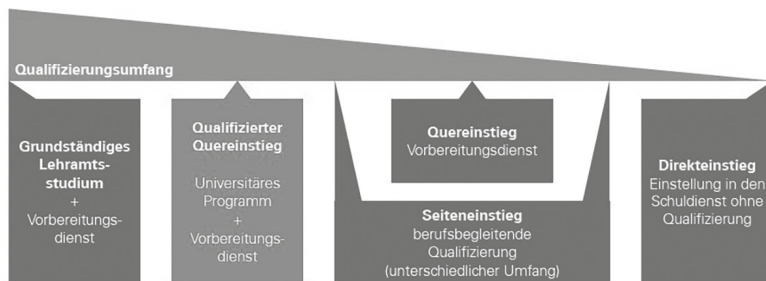 Qualifizierungsumfang
Grundständiges
Lehramts-
studium
+
Vorbereitungs-
dienst
Qualifizierter
Quereinstieg
Universitäres
Programm
+
Vorbereitungs-
dienst
Quereinstieg
Vorbereitungsdienst
Seiteneinstieg
berufsbegleitende
Qualifizierung
(unterschiedlicher Umfang)
Direkteinstieg
Einstellung in den
Schuldienst ohne
Qualifizierung